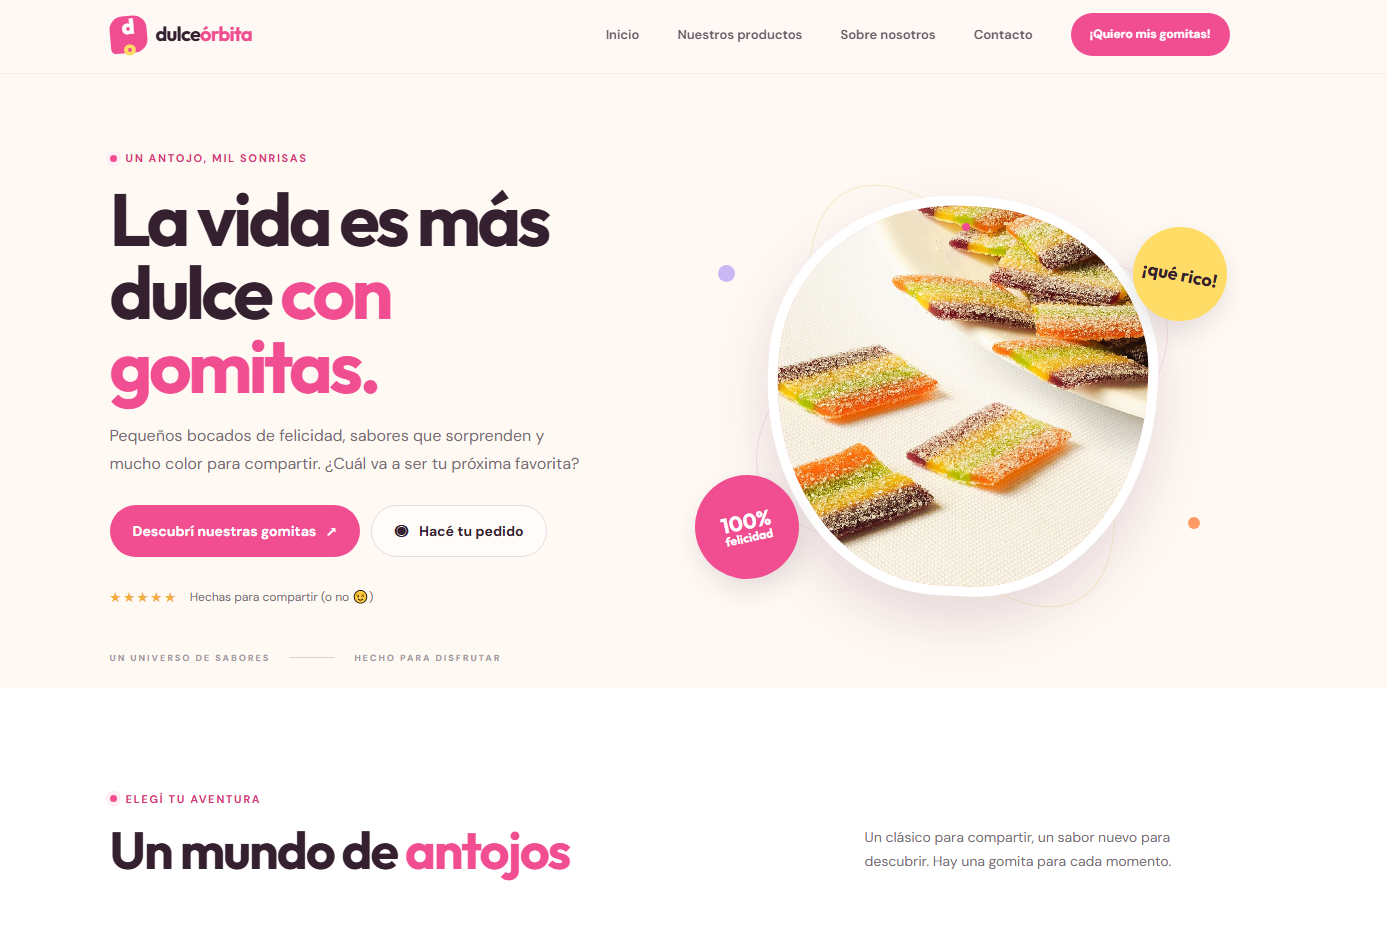 d dulceórbita
Inicio
Nuestros productos
Sobre nosotros
Contacto
¡Quiero mis gomitas!
UN ANTOJO, MIL SONRISAS
La vida es más
dulce con
gomitas.
Pequeños bocados de felicidad, sabores que sorprenden y
mucho color para compartir. ¿Cuál va a ser tu próxima favorita?
Descubrí nuestras gomitas ↗
◉ Hacé tu pedido
★★★★★ Hechas para compartir (o no 😉)
UN UNIVERSO DE SABORES
HECHO PARA DISFRUTAR
¡qué rico!
100%
felicidad
ELEGÍ TU AVENTURA
Un mundo de antojos
Un clásico para compartir, un sabor nuevo para
descubrir. Hay una gomita para cada momento.